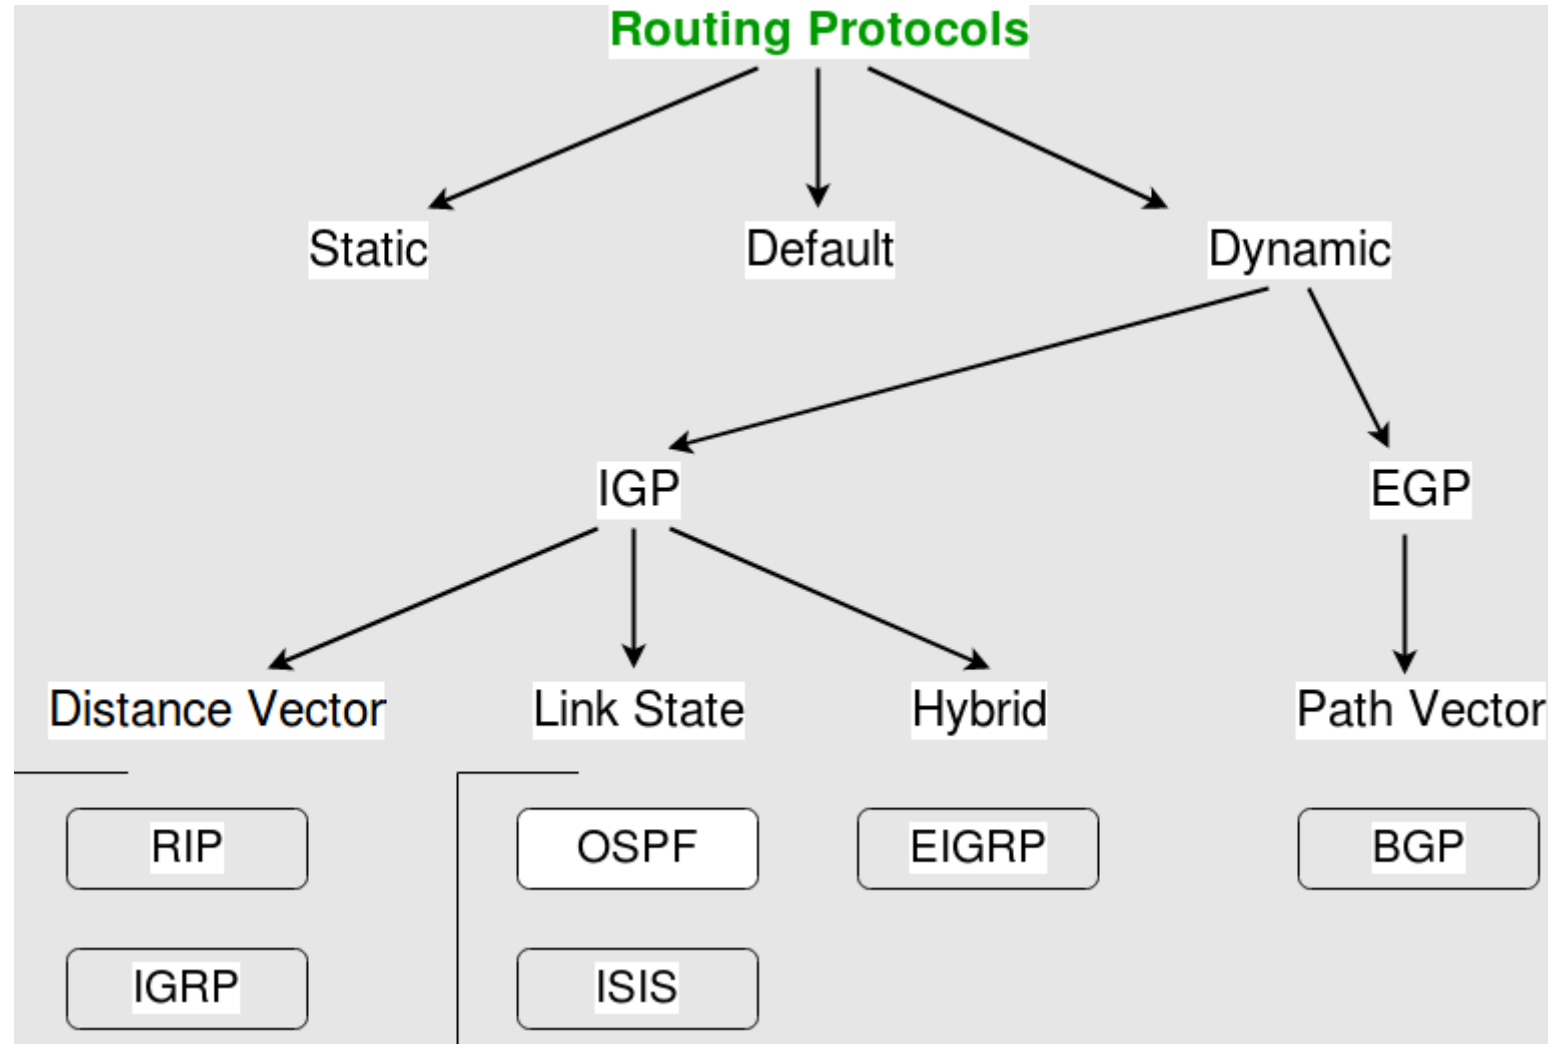 Routing Protocols
Static
Default
Dynamic
IGP
EGP
Distance Vector
Link State
Hybrid
Path Vector
RIP
OSPF
EIGRP
BGP
IGRP
ISIS